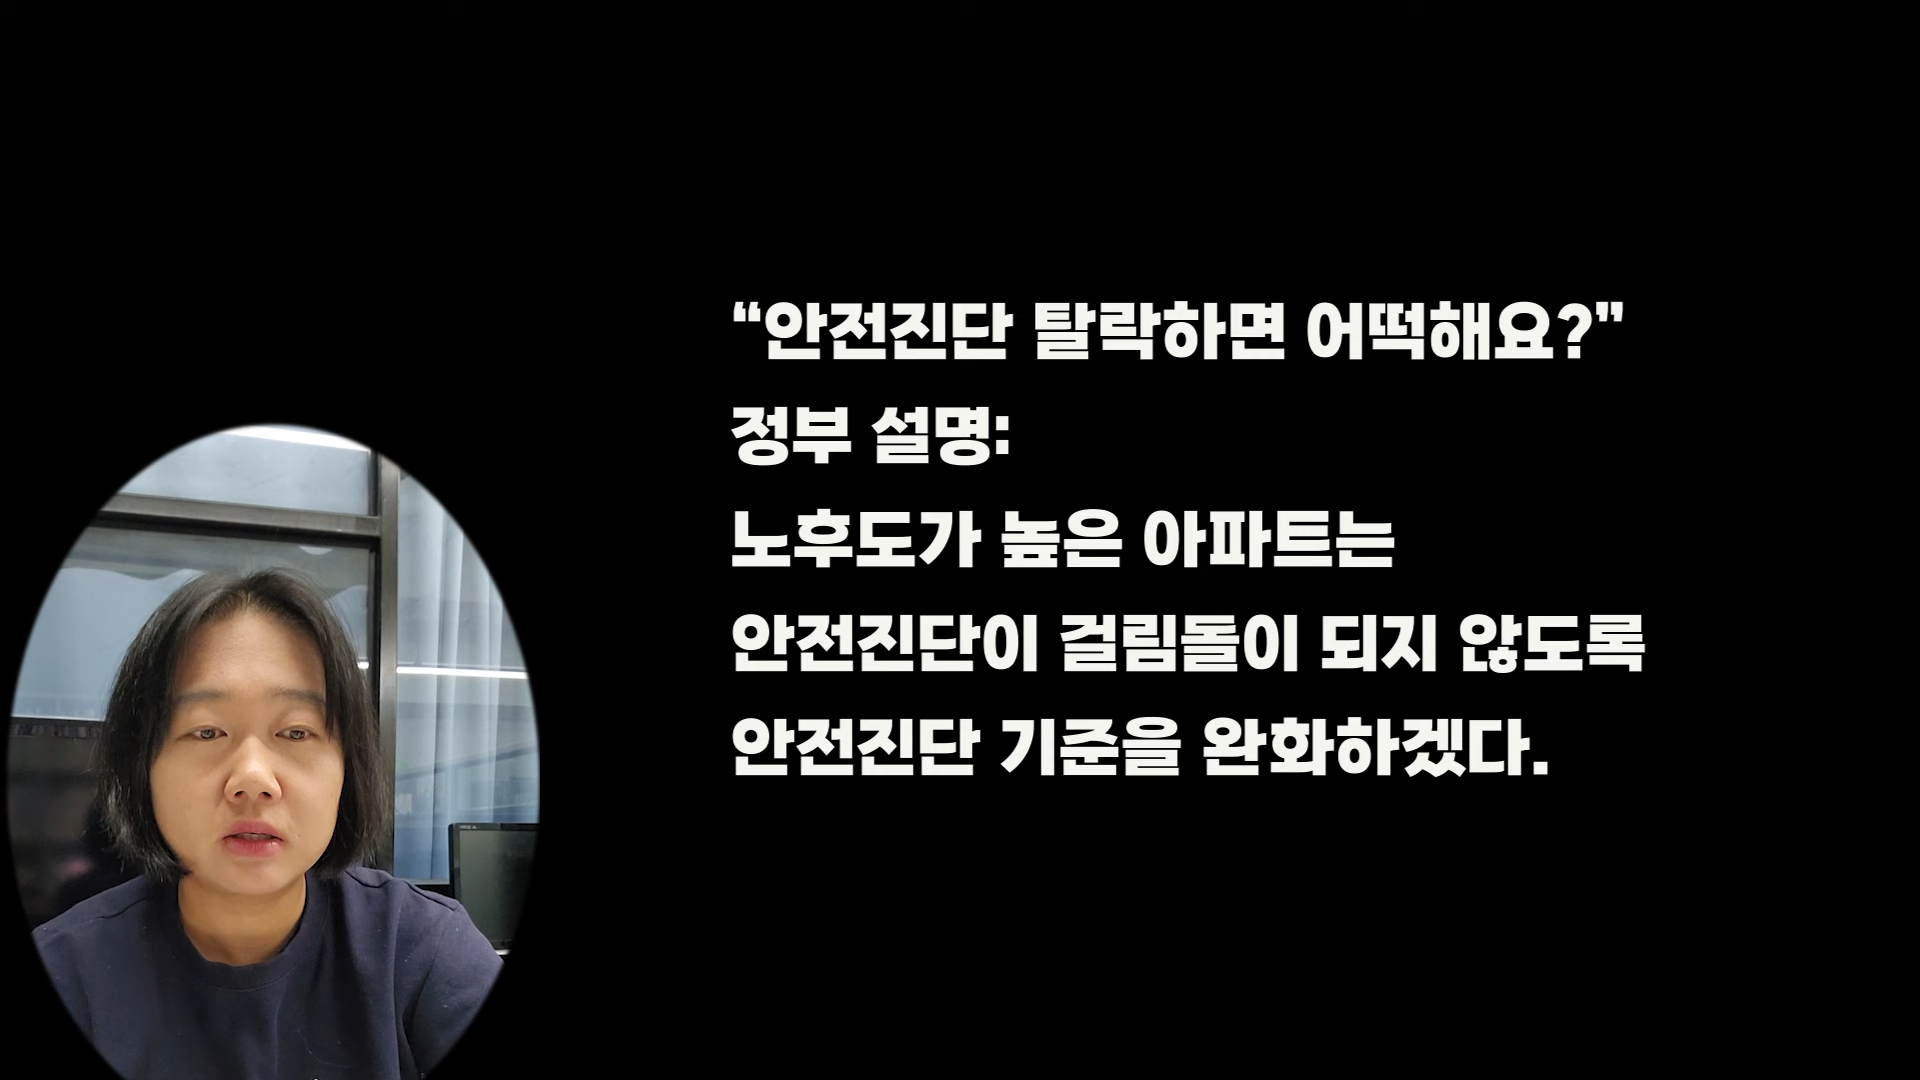 “안전진단 탈락하면 어떡해요?”
정부 설명:
노후도가 높은 아파트는
안전진단이 걸림돌이 되지 않도록
안전진단 기준을 완화하겠다.